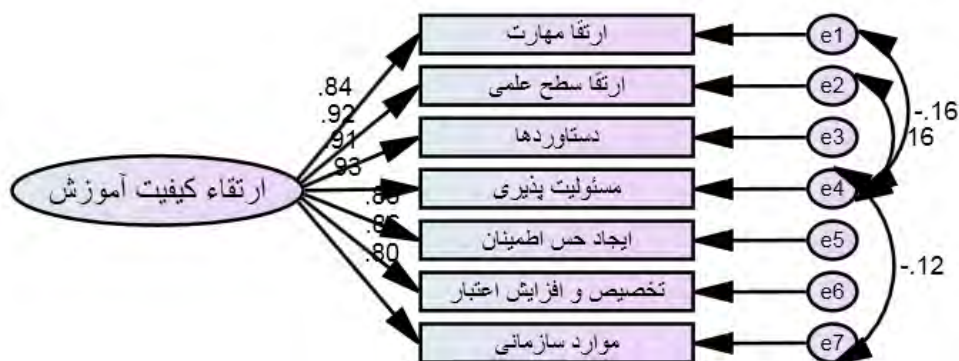 ارتقاء کیفیت آموزش
ارتقا مهارت
ارتقا سطح علمی
دستاوردها
مسئولیت پذیری
ایجاد حس اطمینان
تخصیص و افزایش اعتبار
موارد سازمانی
.84
.92
.91
.93
.80
e1
e2
e3
e4
e5
e6
e7
-.16
16
-.12